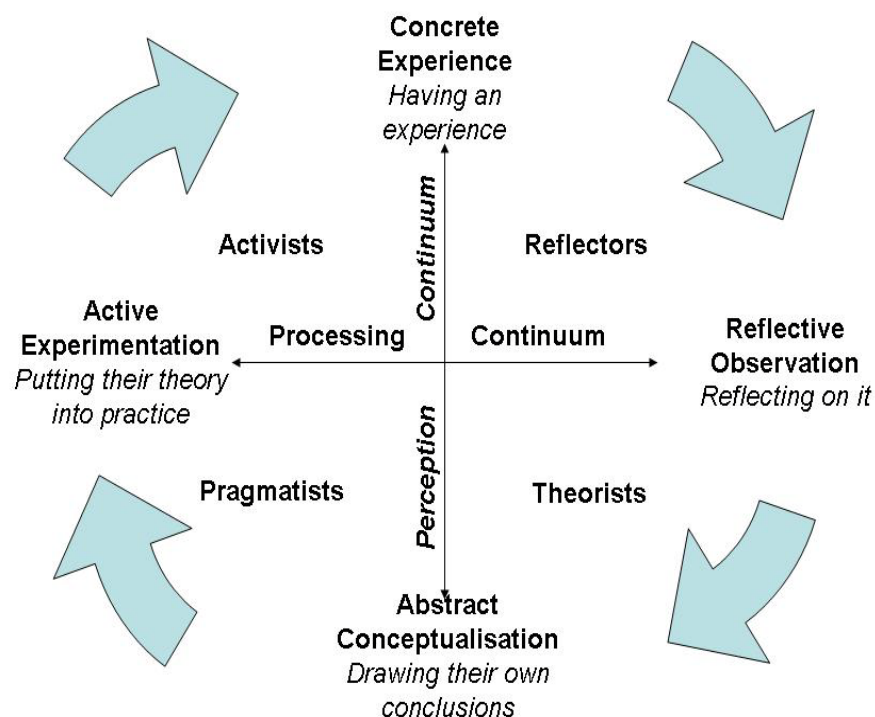 Concrete
Experience
Having an
experience
Continuum
Activists
Reflectors
Active
Experimentation
Putting their theory
into practice
Processing
Continuum
Reflective
Observation
Reflecting on it
Perception
Pragmatists
Theorists
Abstract
Conceptualisation
Drawing their own
conclusions